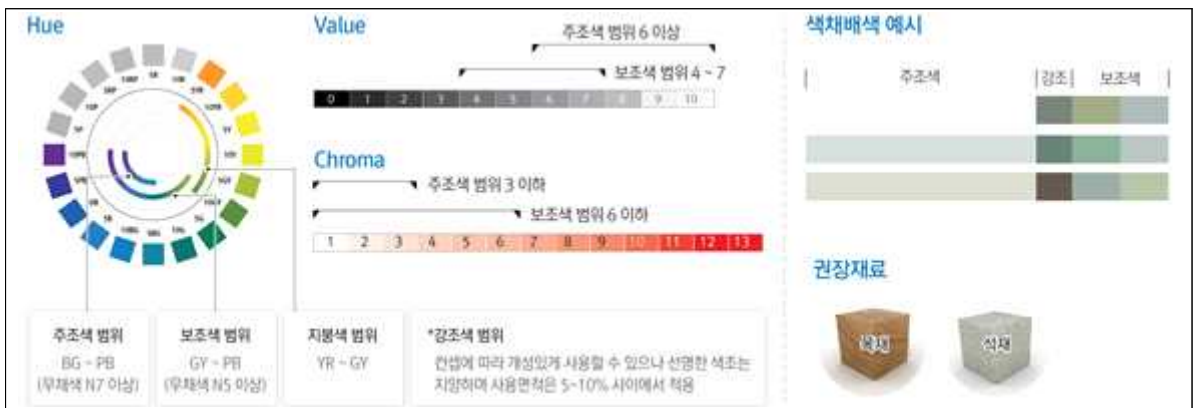 Hue
Value
주조색 범위 6 이상
보조색 범위 4 ~ 7
0 1 2 3 4 5 6 7 8 9 10
Chroma
주조색 범위 3 이하
보조색 범위 6 이하
1 2 3 4 5 6 7 8 9 10 11 12 13
주조색 범위
BG ~ PB
(무채색 N7 이상)
보조색 범위
GY ~ PB
(무채색 N5 이상)
지붕색 범위
YR ~ GY
*강조색 범위
컨셉에 따라 개성있게 사용할 수 있으나 선명한 색조는
지양하며 사용면적은 5~10% 사이에서 적용
색채배색 예시
주조색 강조 보조색
권장재료
목재 석재